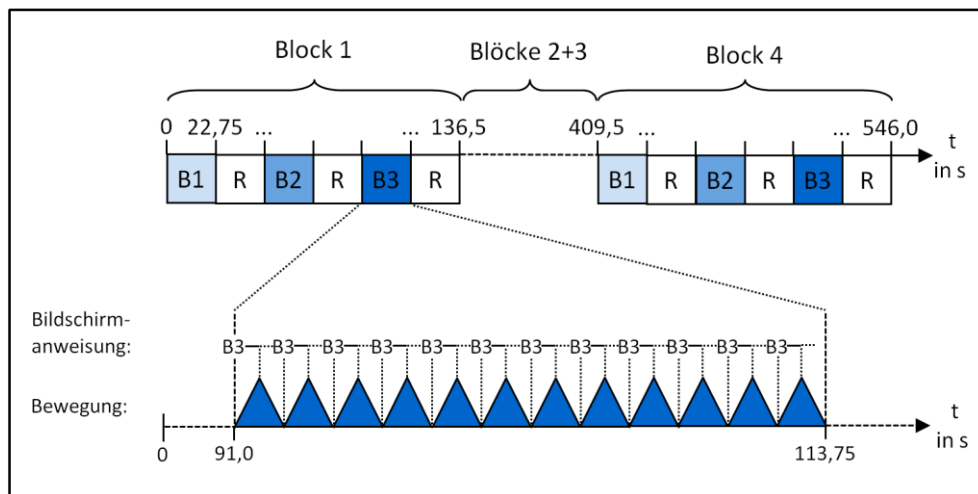 Block 1 Blöcke 2+3 Block 4
0 22,75 ... ... 136,5 409,5 ... ... 546,0 t
in s
B1 R B2 R B3 R B1 R B2 R B3 R
Bildschirm-
anweisung: B3 B3 B3 B3 B3 B3 B3 B3 B3 B3 B3 B3
Bewegung:
t
in s
0 91,0 113,75